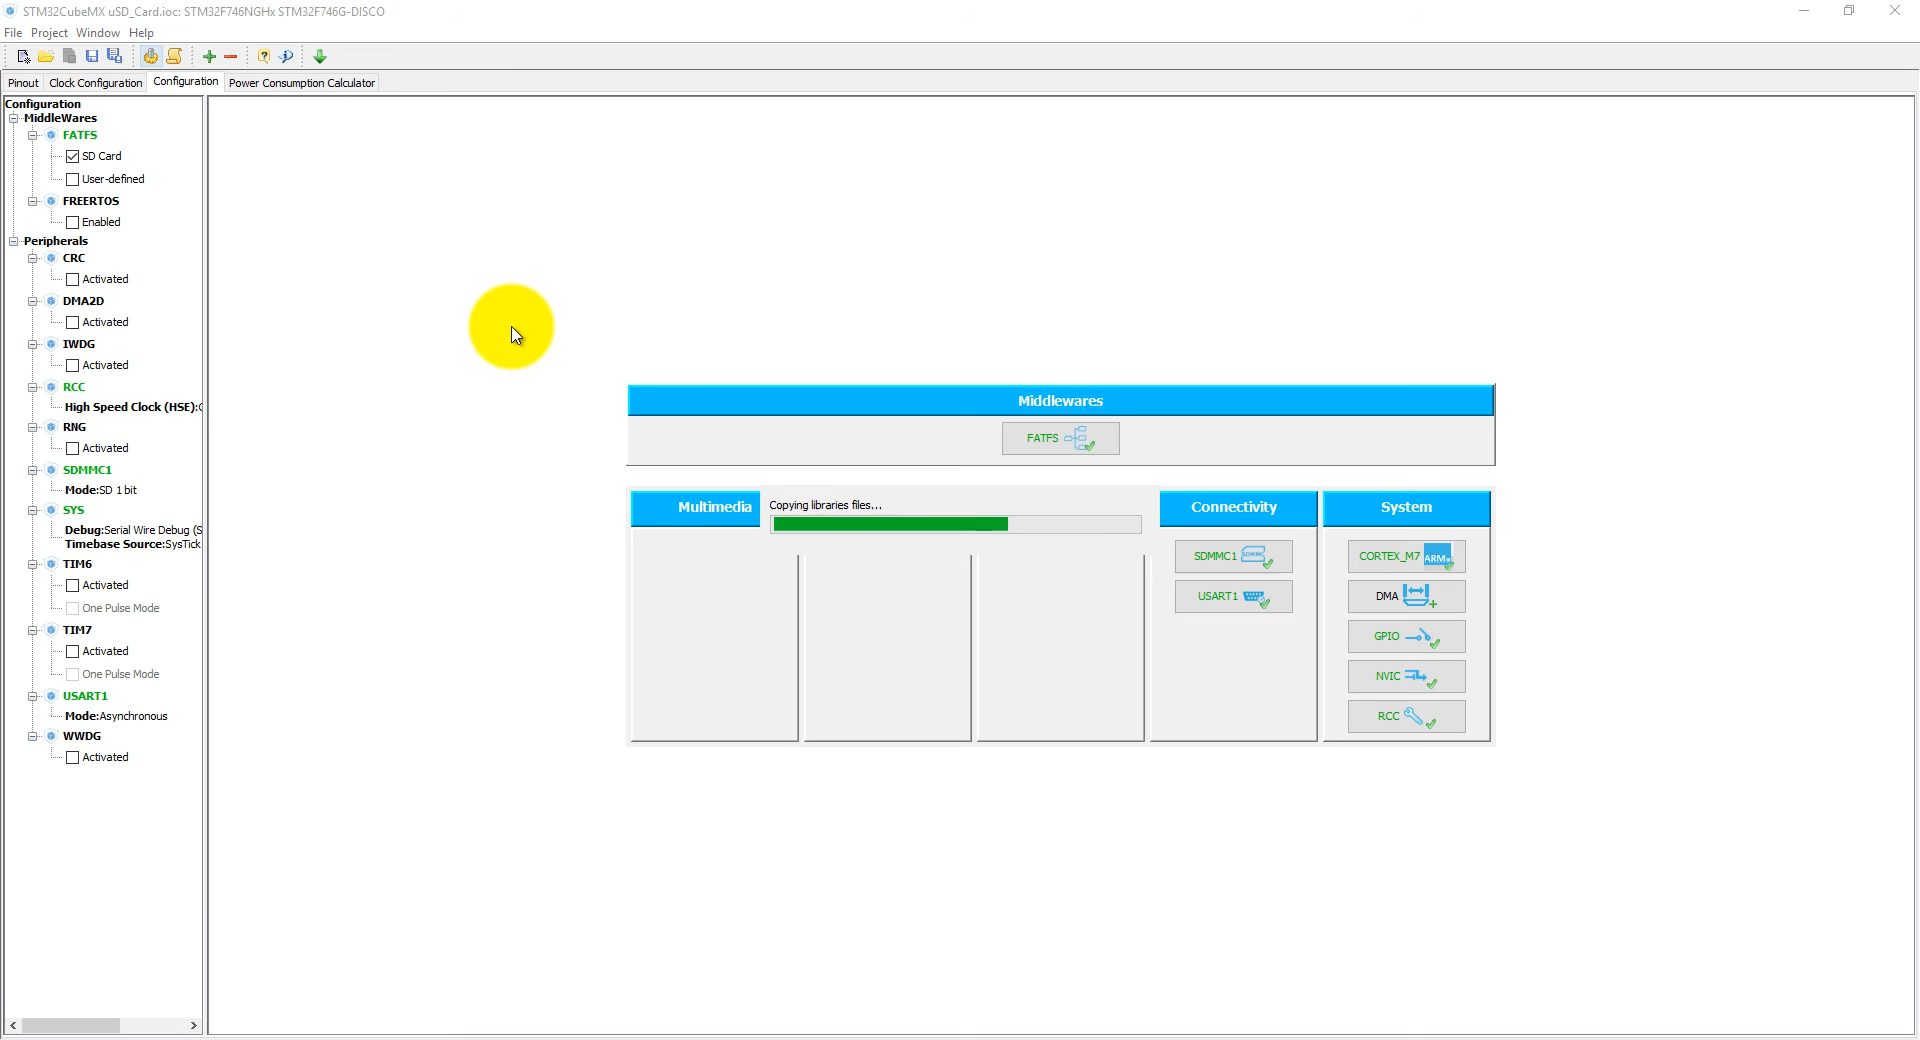 STM32CubeMX uSD_Card.ioc: STM32F746NGHx STM32F746G-DISCO
File Project Window Help
Pinout Clock Configuration Configuration Power Consumption Calculator
Configuration
MiddleWares
FATFS
SD Card
User-defined
FREERTOS
Enabled
Peripherals
CRC
Activated
DMA2D
Activated
IWDG
Activated
RCC
High Speed Clock (HSE):
RNG
Activated
SDMMC1
Mode:SD 1 bit
SYS
Debug:Serial Wire Debug (S
Timebase Source:SysTick
TIM6
Activated
One Pulse Mode
TIM7
Activated
One Pulse Mode
USART1
Mode:Asynchronous
WWDG
Activated
Middlewares
FATFS
Multimedia
Copying libraries files...
Connectivity
SDMMC1
USART1
System
CORTEX_M7 ARM
DMA
GPIO
NVIC
RCC